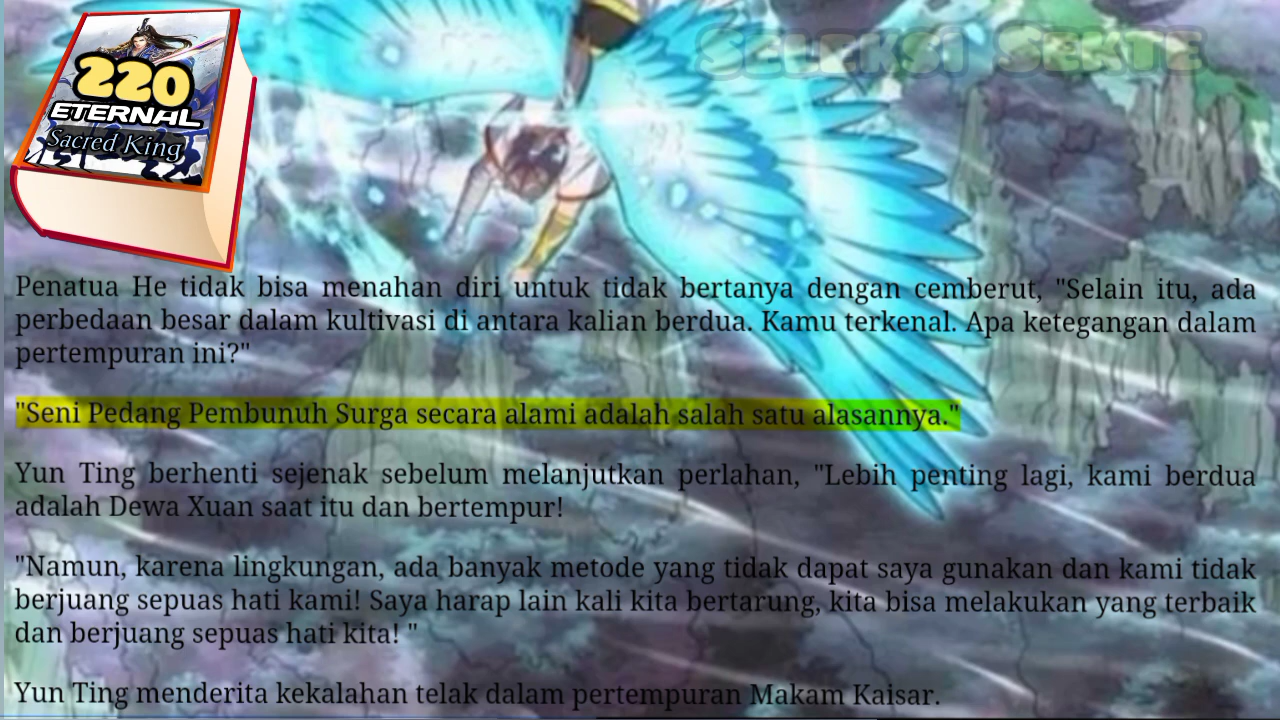 Seleksi Sekte
220
ETERNAL
Sacred King
Penatua He tidak bisa menahan diri untuk tidak bertanya dengan cemberut, "Selain itu, ada
perbedaan besar dalam kultivasi di antara kalian berdua. Kamu terkenal. Apa ketegangan dalam
pertempuran ini?"
"Seni Pedang Pembunuh Surga secara alami adalah salah satu alasannya."
Yun Ting berhenti sejenak sebelum melanjutkan perlahan, "Lebih penting lagi, kami berdua
adalah Dewa Xuan saat itu dan bertempur!
"Namun, karena lingkungan, ada banyak metode yang tidak dapat saya gunakan dan kami tidak
berjuang sepuas hati kami! Saya harap lain kali kita bertarung, kita bisa melakukan yang terbaik
dan berjuang sepuas hati kita! "
Yun Ting menderita kekalahan telak dalam pertempuran Makam Kaisar.